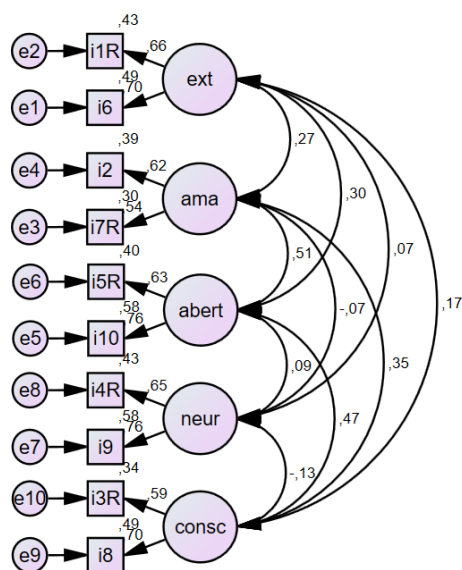 ,43
e2 i1R ,66 ext
,49
e1 i6 ,70
,27
,39
e4 i2 ,62 ama
,30
,30
e3 i7R ,54
,07
,40
,51
-,07
,17
e6 i5R ,63 abert
,58
,35
e5 i10 ,76
,09
,47
,43
e8 i4R ,65 neur
,58
e7 i9 ,76
-,13
,34
e10 i3R ,59 consc
,49
e9 i8 ,70